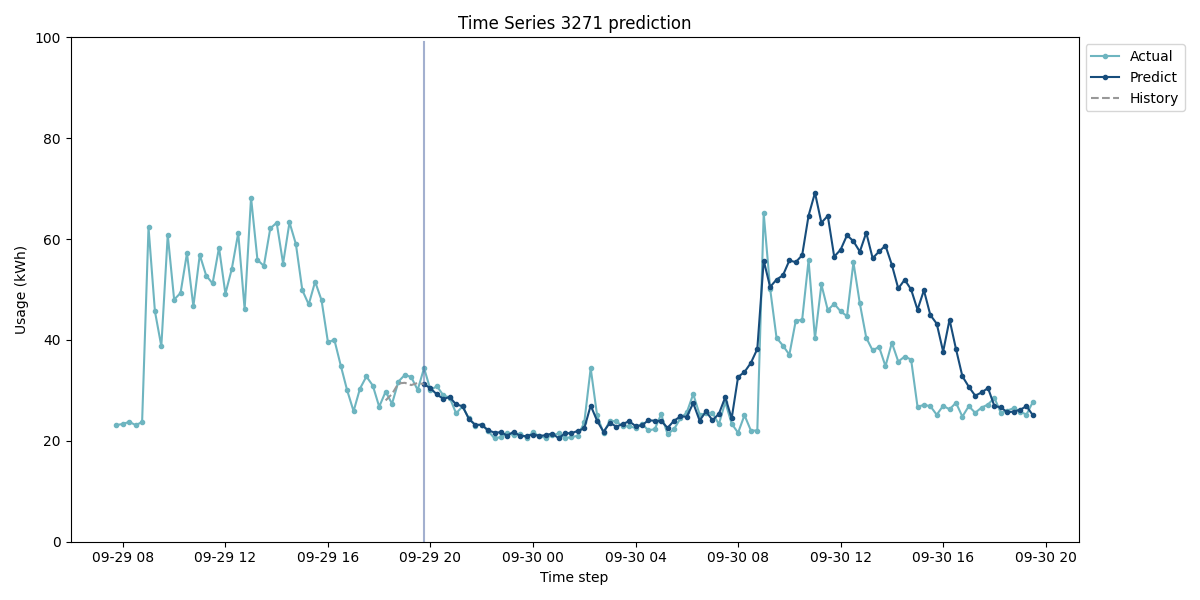 Time Series 3271 prediction
100
80
60
40
20
0
Usage (kWh)
09-29 08
09-29 12
09-29 16
09-29 20
09-30 00
09-30 04
09-30 08
09-30 12
09-30 16
09-30 20
Time step
Actual
Predict
History